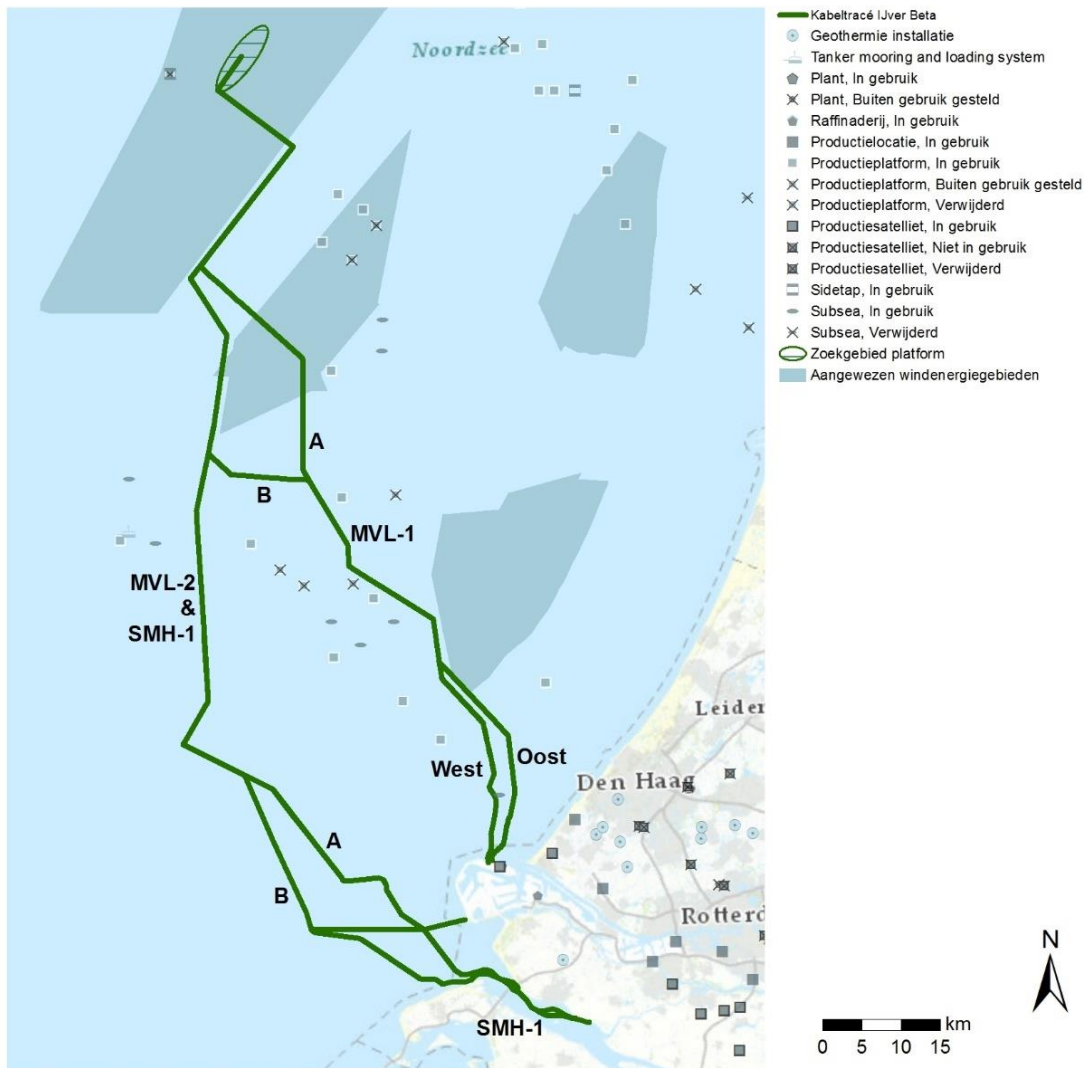 Noordzee
A
B
MVL-1
MVL-2
&
SMH-1
West
Oost
Leiden
Den Haag
A
B
Rotterd
SMH-1
Kabeltracé IJver Beta
Geothermie installatie
Tanker mooring and loading system
Plant, In gebruik
Plant, Buiten gebruik gesteld
Raffinaderij, In gebruik
Productielocatie, In gebruik
Productieplatform, In gebruik
Productieplatform, Buiten gebruik gesteld
Productieplatform, Verwijderd
Productiesatelliet, In gebruik
Productiesatelliet, Niet in gebruik
Productiesatelliet, Verwijderd
Sidetap, In gebruik
Subsea, In gebruik
Subsea, Verwijderd
Zoekgebied platform
Aangewezen windenergiegebieden
N
km
0 5 10 15